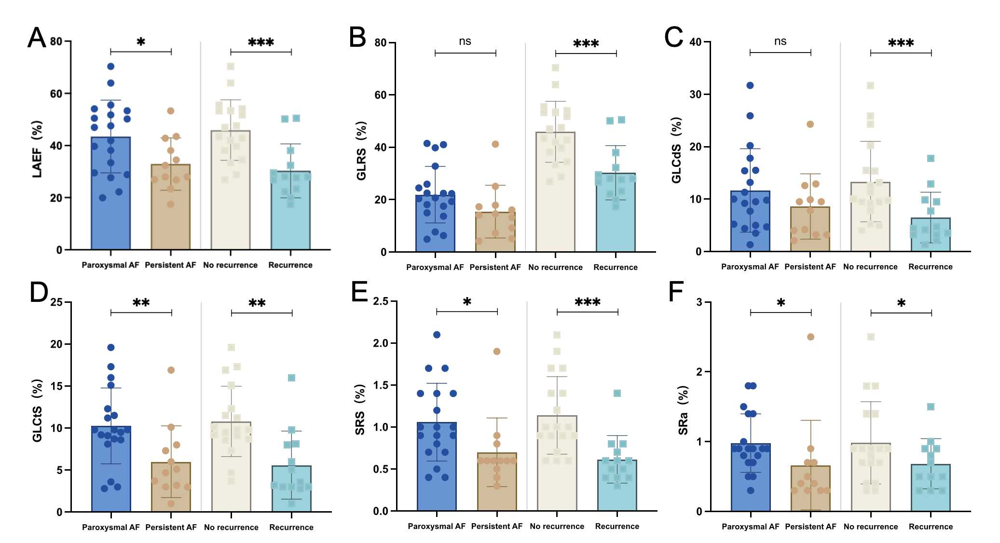 A
LAEF (%)
80
60
40
20
0
*
***
Paroxysmal AF Persistent AF No recurrence Recurrence
B
GLRS (%)
80
60
40
20
0
ns
***
Paroxysmal AF Persistent AF No recurrence Recurrence
C
GLCdS (%)
40
30
20
10
0
ns
***
Paroxysmal AF Persistent AF No recurrence Recurrence
D
GLCtS (%)
25
20
15
10
5
0
**
**
Paroxysmal AF Persistent AF No recurrence Recurrence
E
SRS (%)
2.5
2.0
1.5
1.0
0.5
0.0
*
***
Paroxysmal AF Persistent AF No recurrence Recurrence
F
SRa (%)
3
2
1
0
*
*
Paroxysmal AF Persistent AF No recurrence Recurrence